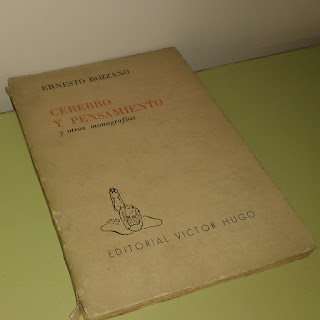 ERNESTO BOZZANO
CEREBRO
Y PENSAMIENTO
y otras monografías
EDITORIAL VICTOR HUGO